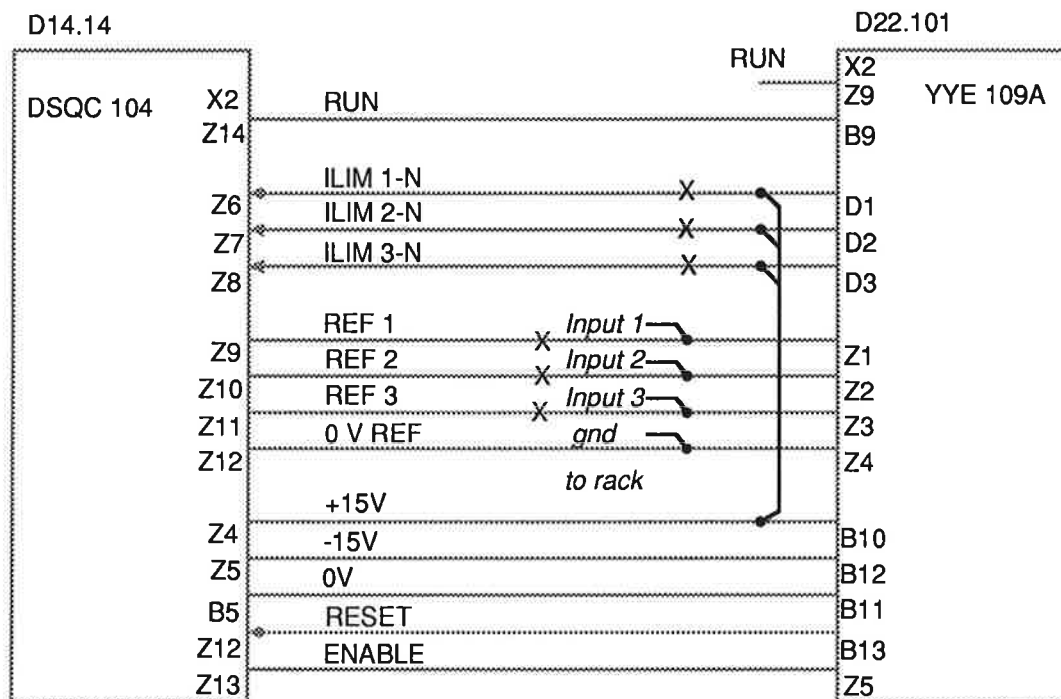 D14.14 D22.101
RUN X2
DSQC 104 X2 RUN Z9 YYE 109A
Z14 B9
ILIM 1-N
Z6 ILIM 2-N D1
Z7 ILIM 3-N D2
Z8 D3
REF 1 Input 1
Z9 REF 2 Input 2 Z1
Z10 REF 3 Input 3 Z2
Z11 0 V REF gnd Z3
Z12 to rack Z4
+15V
Z4 -15V B10
Z5 0V B12
B5 RESET B11
Z12 ENABLE B13
Z13 Z5